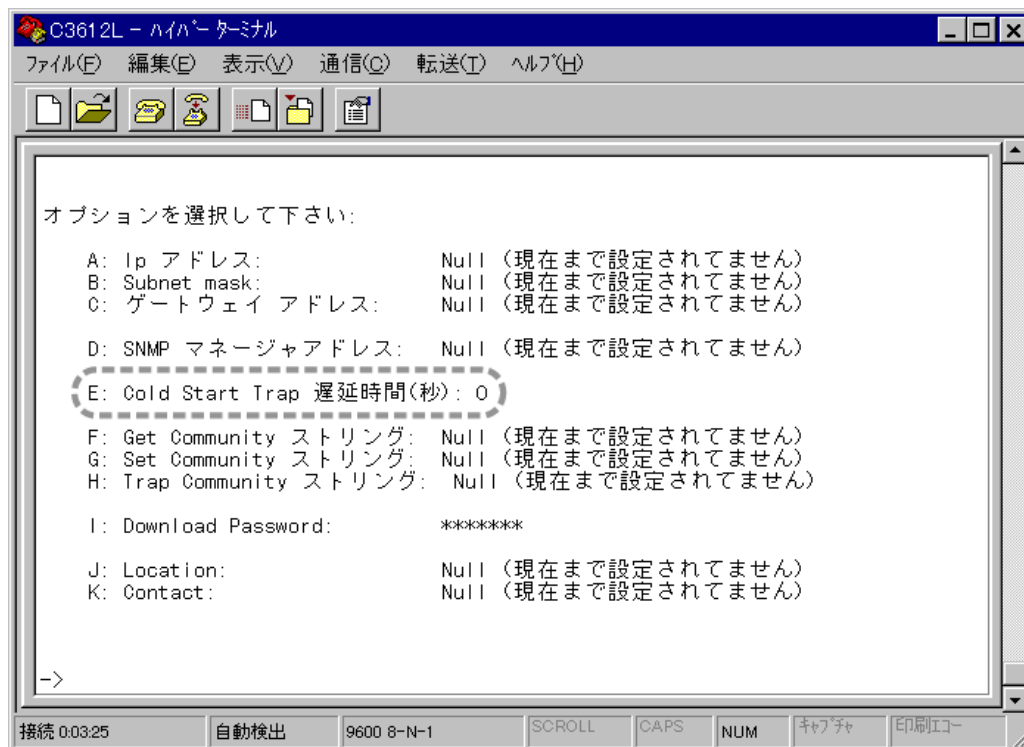 C3612L - ﾊｲﾊﾟｰ ﾀｰﾐﾅﾙ
ﾌｧｲﾙ(F) 編集(E) 表示(V) 通信(C) 転送(T) ﾍﾙﾌﾟ(H)
オプションを選択して下さい:
A: Ip アドレス: Null (現在まで設定されてません)
B: Subnet mask: Null (現在まで設定されてません)
C: ゲートウェイ アドレス: Null (現在まで設定されてません)
D: SNMP マネージャアドレス: Null (現在まで設定されてません)
E: Cold Start Trap 遅延時間(秒): 0
F: Get Community ストリング: Null (現在まで設定されてません)
G: Set Community ストリング: Null (現在まで設定されてません)
H: Trap Community ストリング: Null (現在まで設定されてません)
I: Download Password: *******
J: Location: Null (現在まで設定されてません)
K: Contact: Null (現在まで設定されてません)
->
接続 0:03:25 自動検出 9600 8-N-1 SCROLL CAPS NUM ｷｬﾌﾟﾁｬ 印刷ｴｺｰ